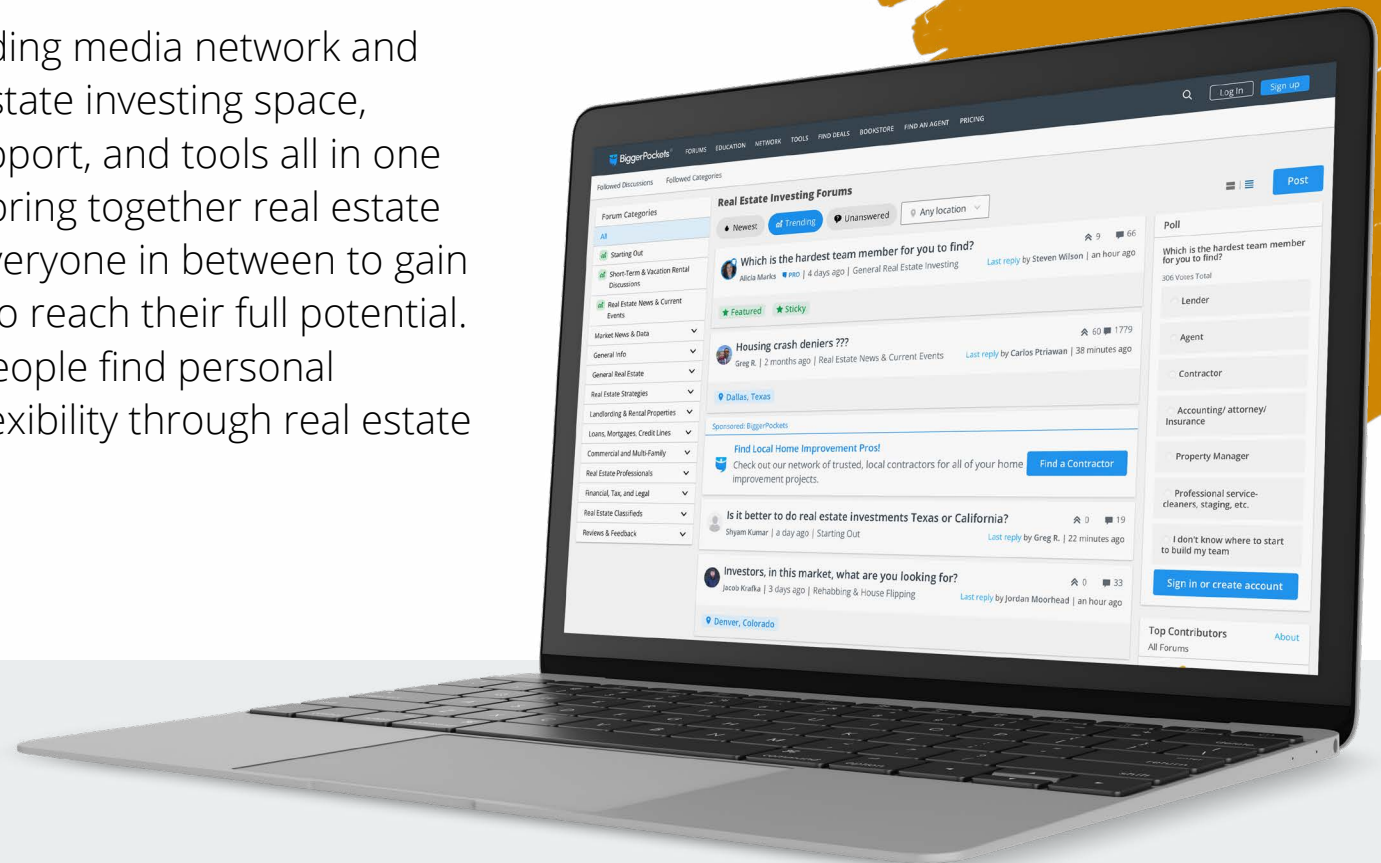 ding media network and
state investing space,
pport, and tools all in one
bring together real estate
veryone in between to gain
o reach their full potential.
eople find personal
exibility through real estate
Log In Sign up
BiggerPockets FORUMS EDUCATION NETWORK TOOLS FIND DEALS BOOKSTORE FIND AN AGENT PRICING
Followed Discussions Followed Categories
Forum Categories
All
Starting Out
Short-Term & Vacation Rental
Discussions
Real Estate News & Current
Events
Market News & Data
General Info
General Real Estate
Real Estate Strategies
Landlording & Rental Properties
Loans, Mortgages, Credit Lines
Commercial and Multi-Family
Real Estate Professionals
Financial, Tax, and Legal
Real Estate Classifieds
Reviews & Feedback
Real Estate Investing Forums
Newest Trending Unanswered Any location
Post
Which is the hardest team member for you to find? 9 66
Alicia Marks PRO | 4 days ago | General Real Estate Investing Last reply by Steven Wilson | an hour ago
Featured Sticky
Housing crash deniers ??? 60 1779
Greg R. | 2 months ago | Real Estate News & Current Events Last reply by Carlos Ptriawan | 38 minutes ago
Dallas, Texas
Sponsored: BiggerPockets
Find Local Home Improvement Pros!
Check out our network of trusted, local contractors for all of your home
improvement projects.
Find a Contractor
Is it better to do real estate investments Texas or California? 0 19
Shyam Kumar | a day ago | Starting Out Last reply by Greg R. | 22 minutes ago
Investors, in this market, what are you looking for? 0 33
Jacob Krafka | 3 days ago | Rehabbing & House Flipping Last reply by Jordan Moorhead | an hour ago
Denver, Colorado
Poll
Which is the hardest team member
for you to find?
306 Votes Total
Lender
Agent
Contractor
Accounting/ attorney/
Insurance
Property Manager
Professional service-
cleaners, staging, etc.
I don't know where to start
to build my team
Sign in or create account
Top Contributors About
All Forums